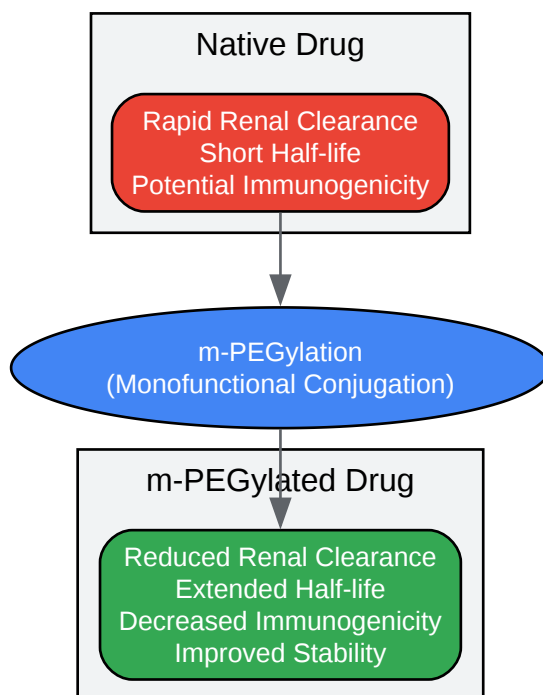 Native Drug
Rapid Renal Clearance
Short Half-life
Potential Immunogenicity
m-PEGylation
(Monofunctional Conjugation)
m-PEGylated Drug
Reduced Renal Clearance
Extended Half-life
Decreased Immunogenicity
Improved Stability